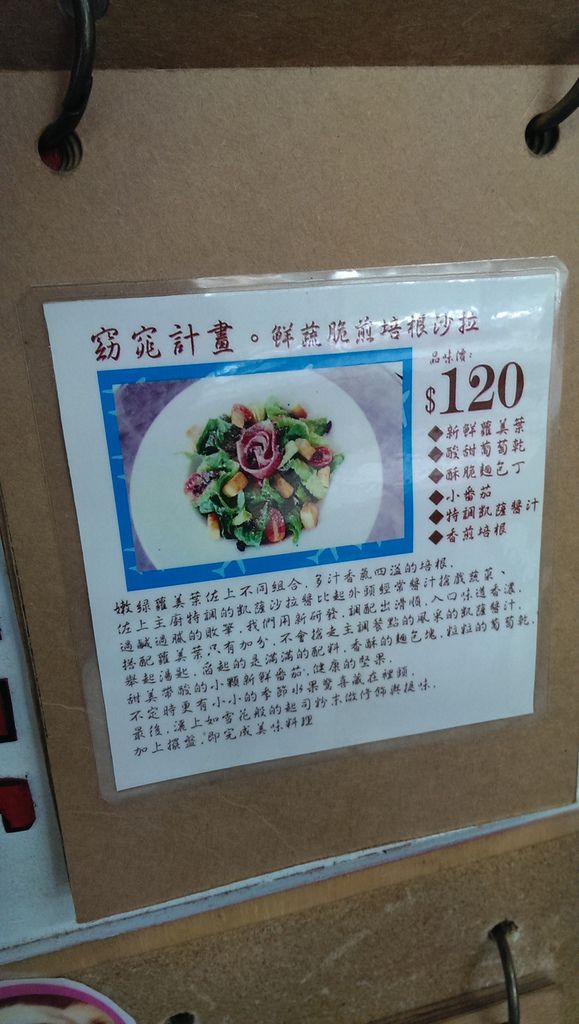 窈窕計畫。鮮蔬脆煎培根沙拉
品味價:
$120
◆新鮮蘿美葉
◆酸甜葡萄乾
◆酥脆麵包丁
◆小番茄
◆特調凱薩醬汁
◆香煎培根
嫩綠蘿美葉佐上不同組合,多汁香氣四溢的培根,
佐上主廚特調的凱薩沙拉醬比起外頭經常醬汁搶戲蔬菜、
過鹹過膩的敗筆,我們用新研發,調配出滑順,入口味道香濃,
搭配蘿美葉只有加分,不會搶走主調餐點的風采的凱薩醬汁,
舉起湯匙,舀起的是滿滿的配料,香酥的麵包塊,粒粒的葡萄乾,
甜美帶酸的小顆新鮮番茄,健康的堅果,
不定時更有小小的季節水果驚喜藏在裡頭,
最後,灑上如雪花般的起司粉末做修飾與提味,
加上擺盤,即完成美味料理